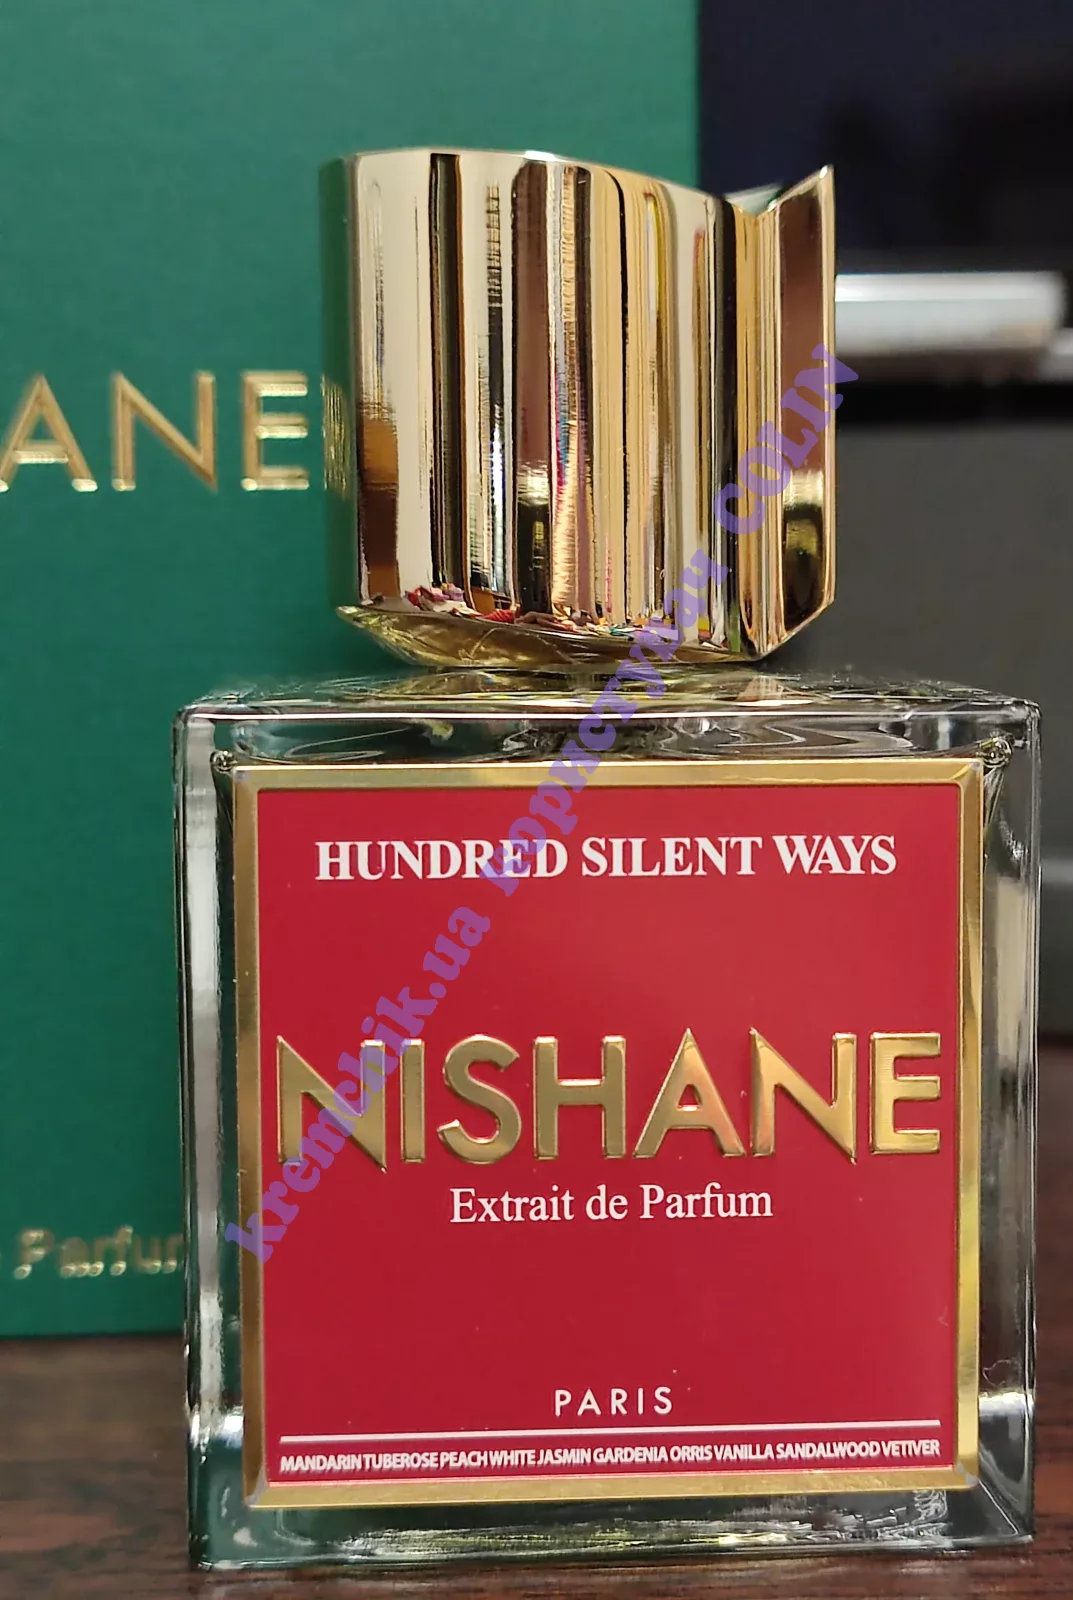 ANE
HUNDRED SILENT WAYS
NISHANE
Extrait de Parfum
PARIS
MANDARIN TUBEROSE PEACH WHITE JASMIN GARDENIA ORRIS VANILLA SANDALWOOD VETIVER
Parfum
kremchik.ua користувач COLIN